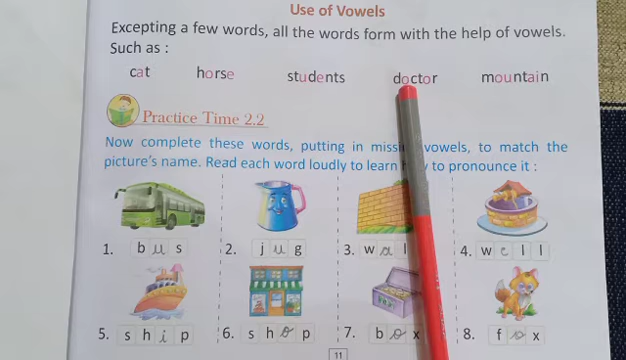 Use of Vowels
Excepting a few words, all the words form with the help of vowels.
Such as :
cat horse students doctor mountain
Practice Time 2.2
Now complete these words, putting in vowels, to match the
picture's name. Read each word loudly to learn to pronounce it :
1. b u s 2. j u g 3. w a l 4. w e l l
5. s h i p 6. s h o p 7. b o x 8. f o x
11